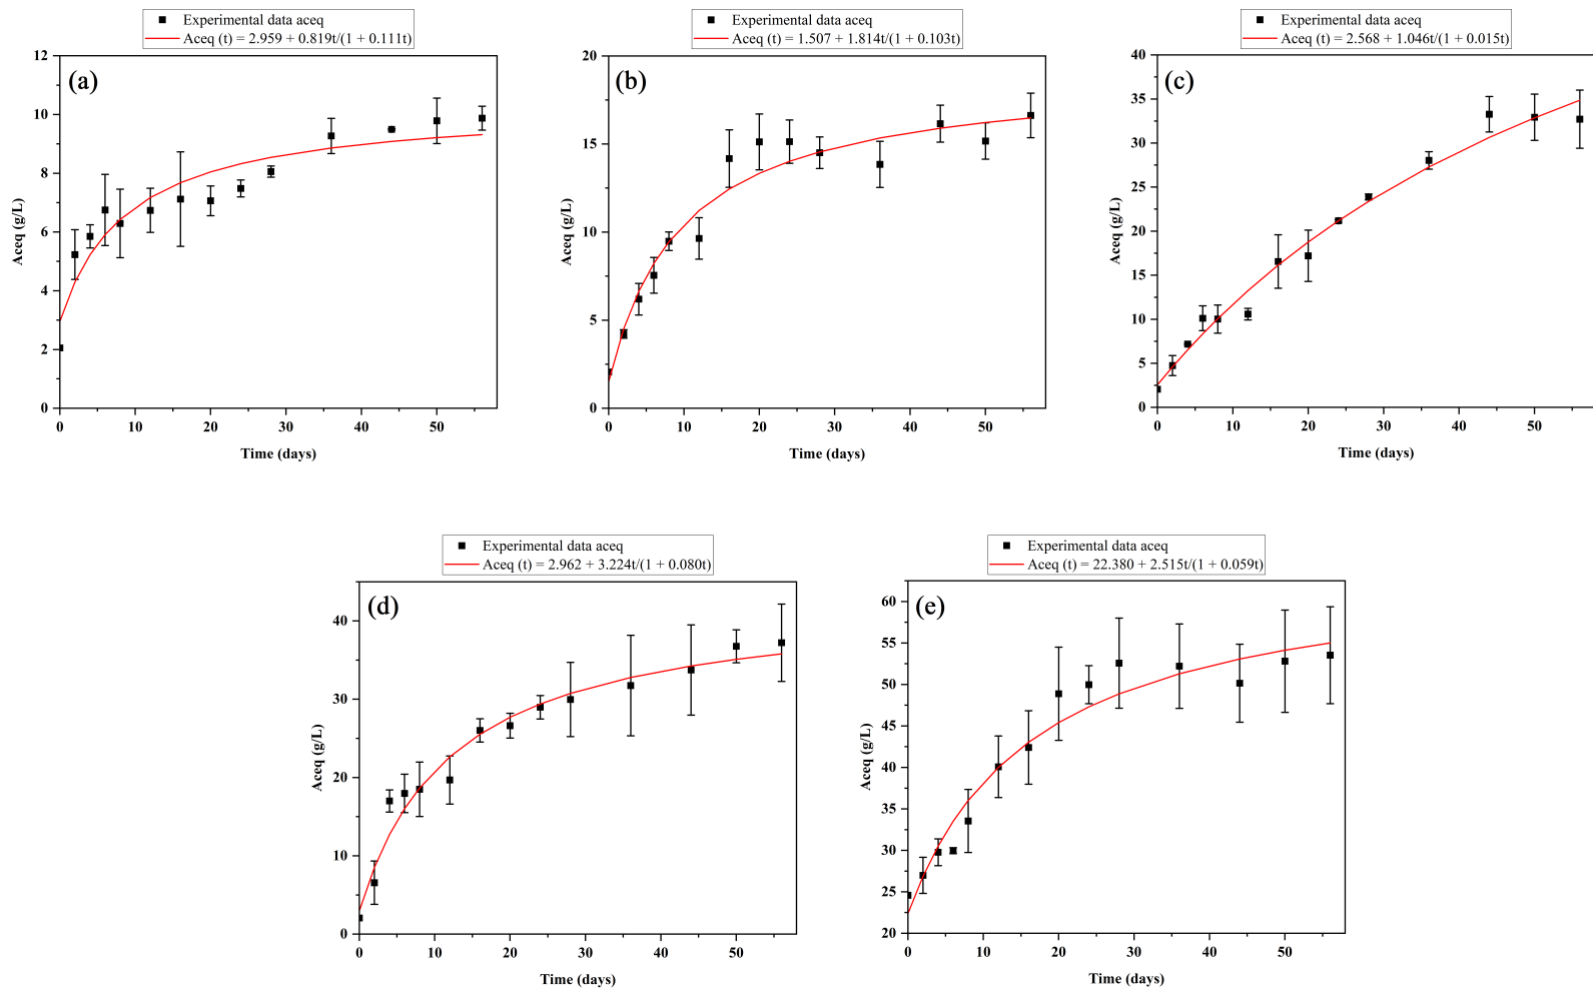 Experimental data aceq
Aceq (t) = 2.959 + 0.819t/(1 + 0.111t)
(a)
12
10
8
6
4
2
0
Aceq (g/L)
0 10 20 30 40 50
Time (days)
Experimental data aceq
Aceq (t) = 1.507 + 1.814t/(1 + 0.103t)
(b)
20
15
10
5
0
Aceq (g/L)
0 10 20 30 40 50
Time (days)
Experimental data aceq
Aceq (t) = 2.568 + 1.046t/(1 + 0.015t)
(c)
40
35
30
25
20
15
10
5
0
Aceq (g/L)
0 10 20 30 40 50
Time (days)
Experimental data aceq
Aceq (t) = 2.962 + 3.224t/(1 + 0.080t)
(d)
40
30
20
10
0
Aceq (g/L)
0 10 20 30 40 50
Time (days)
Experimental data aceq
Aceq (t) = 22.380 + 2.515t/(1 + 0.059t)
(e)
60
55
50
45
40
35
30
25
20
Aceq (g/L)
0 10 20 30 40 50
Time (days)